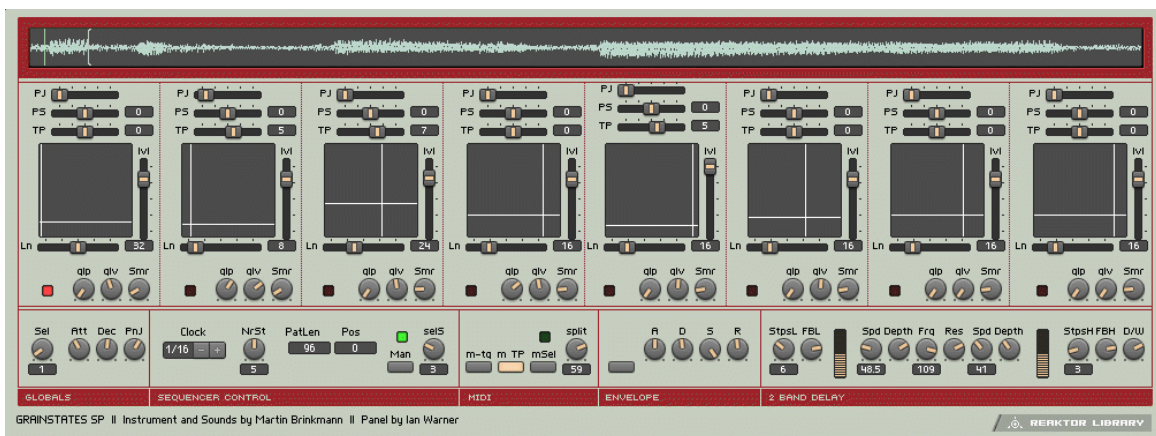 PJ PJ PJ PJ PJ PJ PJ PJ
PS 0 PS 0 PS 0 PS 0 PS 0 PS 0 PS 0 PS 0
TP 0 TP 5 TP 7 TP 0 TP 5 TP 0 TP 0 TP 0
lvl lvl lvl lvl lvl lvl lvl lvl
Ln 32 Ln 8 Ln 24 Ln 16 Ln 16 Ln 16 Ln 16 Ln 16
glp glv Smr glp glv Smr glp glv Smr glp glv Smr glp glv Smr glp glv Smr glp glv Smr glp glv Smr
Sel Att Dec PnJ Clock NrSt PatLen Pos selS split A D S R StpsL FBL Spd Depth Frq Res Spd Depth StpsH FBH D/W
1/16 - + 96 0 Man m-tq m TP mSel
1 5 3 59 6 48.5 109 41 3
GLOBALS SEQUENCER CONTROL MIDI ENVELOPE 2 BAND DELAY
GRAINSTATES SP II Instrument and Sounds by Martin Brinkmann II Panel by Ian Warner
REAKTOR LIBRARY